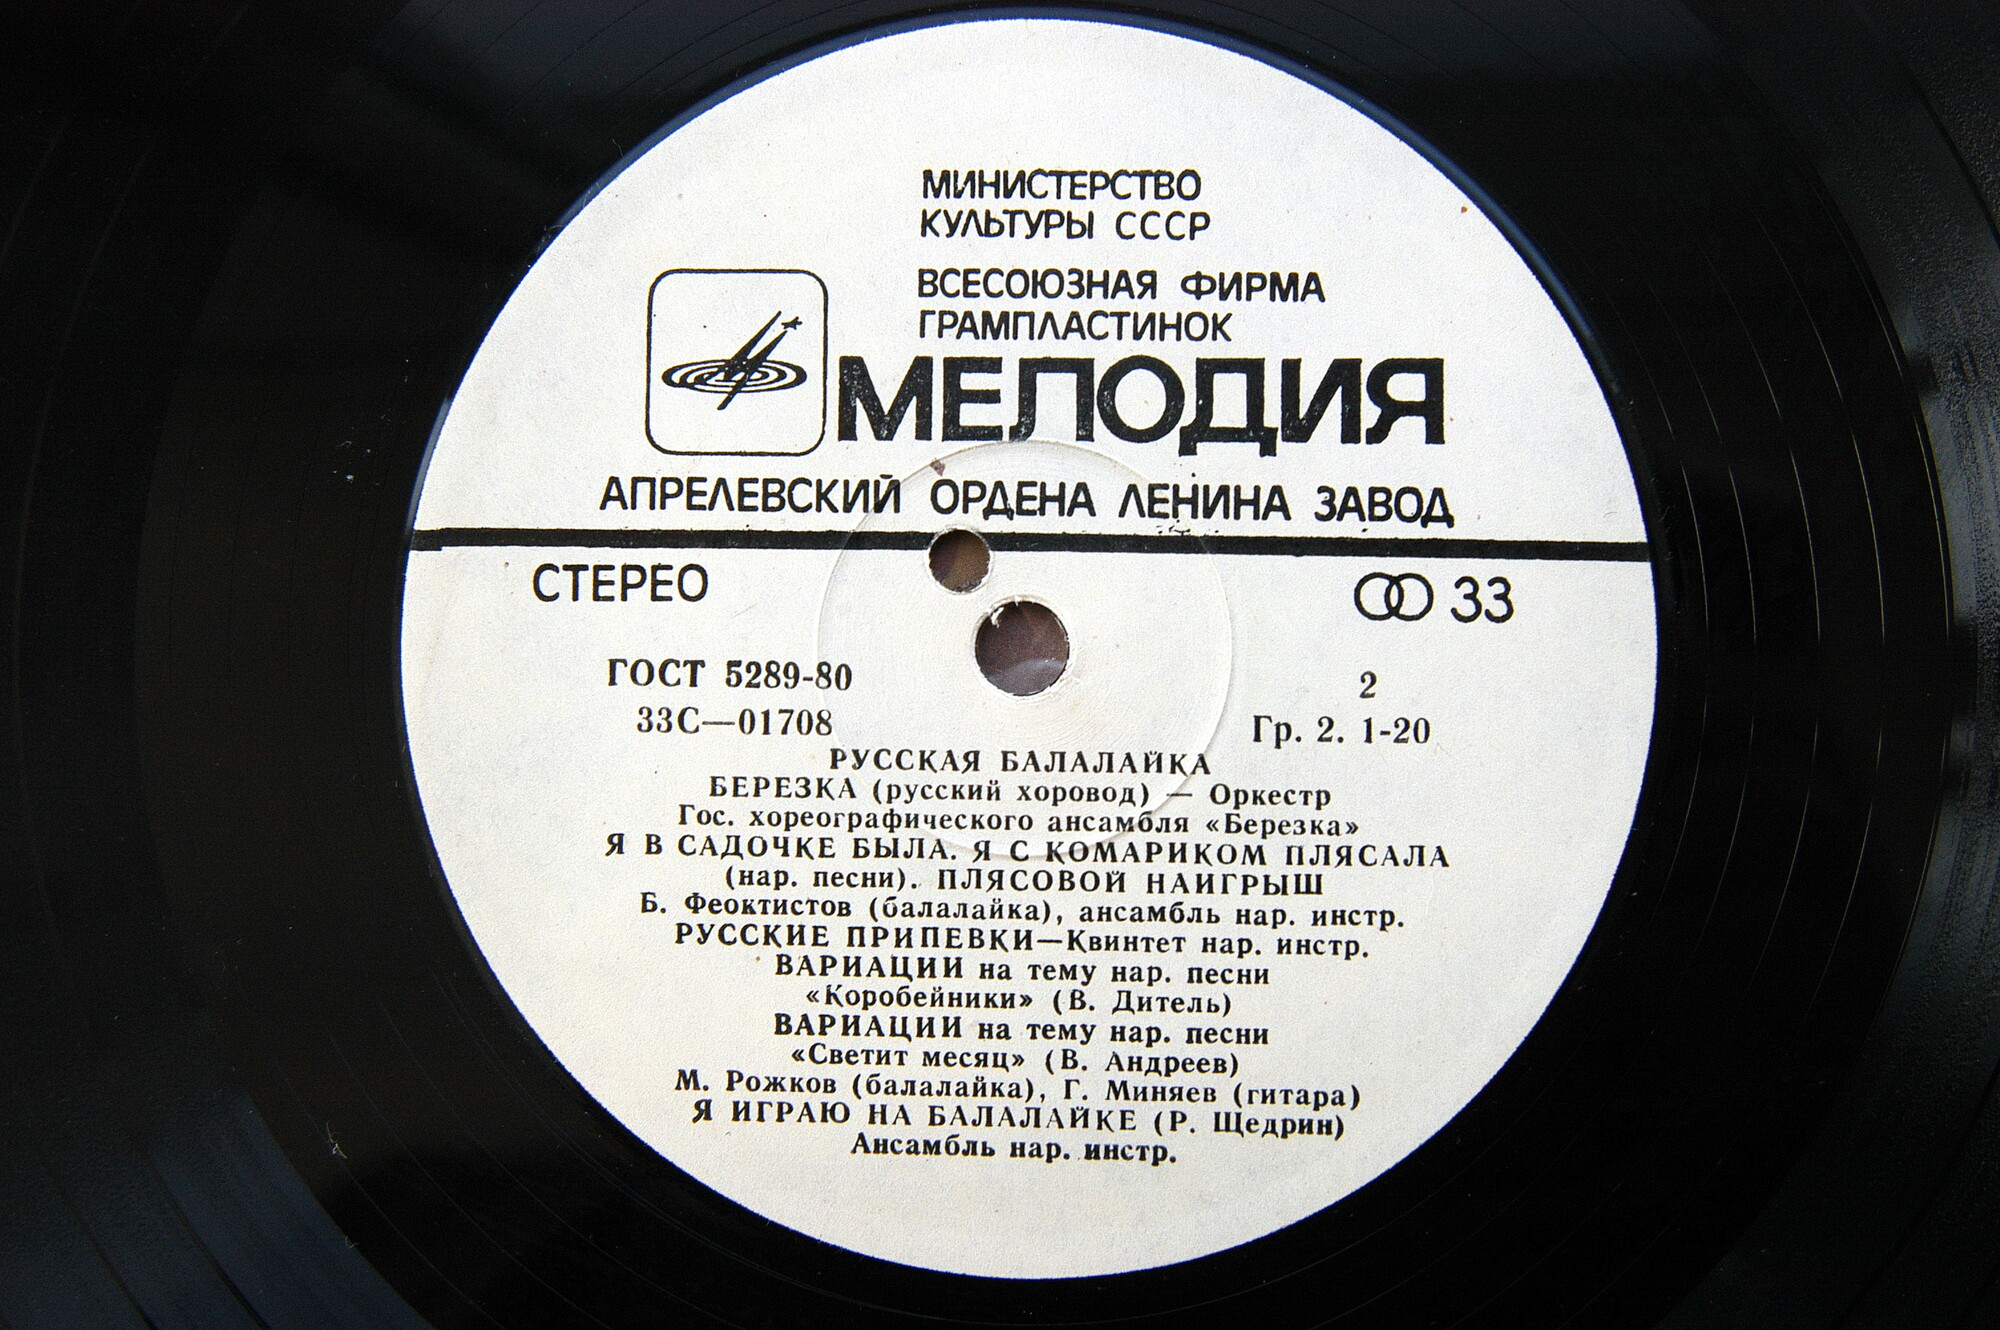 МИНИСТЕРСТВО
КУЛЬТУРЫ СССР
ВСЕСОЮЗНАЯ ФИРМА
ГРАМПЛАСТИНОК
МЕЛОДИЯ
АПРЕЛЕВСКИЙ ОРДЕНА ЛЕНИНА ЗАВОД
СТЕРЕО
33
ГОСТ 5289-80
2
33С—01708
Гр. 2. 1-20
РУССКАЯ БАЛАЛАЙКА
БЕРЕЗКА (русский хоровод) — Оркестр
Гос. хореографического ансамбля «Березка»
Я В САДОЧКЕ БЫЛА. Я С КОМАРИКОМ ПЛЯСАЛА
(нар. песни). ПЛЯСОВОЙ НАИГРЫШ
Б. Феоктистов (балалайка), ансамбль нар. инстр.
РУССКИЕ ПРИПЕВКИ—Квинтет нар. инстр.
ВАРИАЦИИ на тему нар. песни
«Коробейники» (В. Дитель)
ВАРИАЦИИ на тему нар. песни
«Светит месяц» (В. Андреев)
М. Рожков (балалайка), Г. Миняев (гитара)
Я ИГРАЮ НА БАЛАЛАЙКЕ (Р. Щедрин)
Ансамбль нар. инстр.